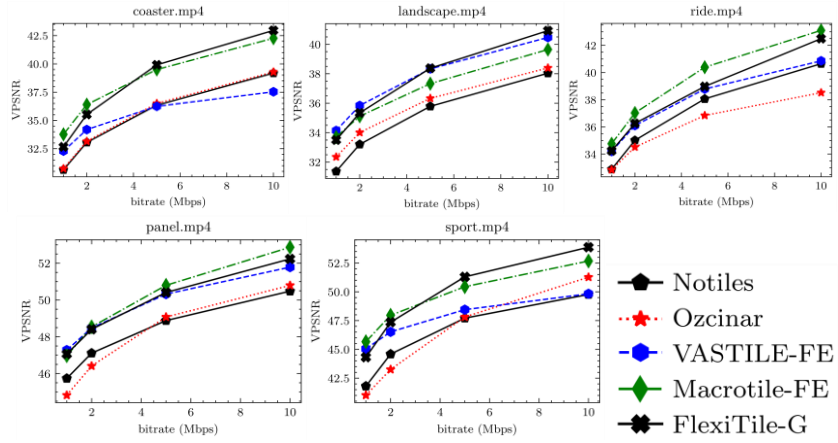 coaster.mp4
VPSNR
42.5
40.0
37.5
35.0
32.5
0 2 4 6 8 10
bitrate (Mbps)
landscape.mp4
VPSNR
40
38
36
34
32
0 2 4 6 8 10
bitrate (Mbps)
ride.mp4
VPSNR
42
40
38
36
34
0 2 4 6 8 10
bitrate (Mbps)
panel.mp4
VPSNR
52
50
48
46
2 4 6 8 10
bitrate (Mbps)
sport.mp4
VPSNR
52.5
50.0
47.5
45.0
42.5
2 4 6 8 10
bitrate (Mbps)
Notiles
Ozcinar
VASTILE-FE
Macrotile-FE
FlexiTile-G